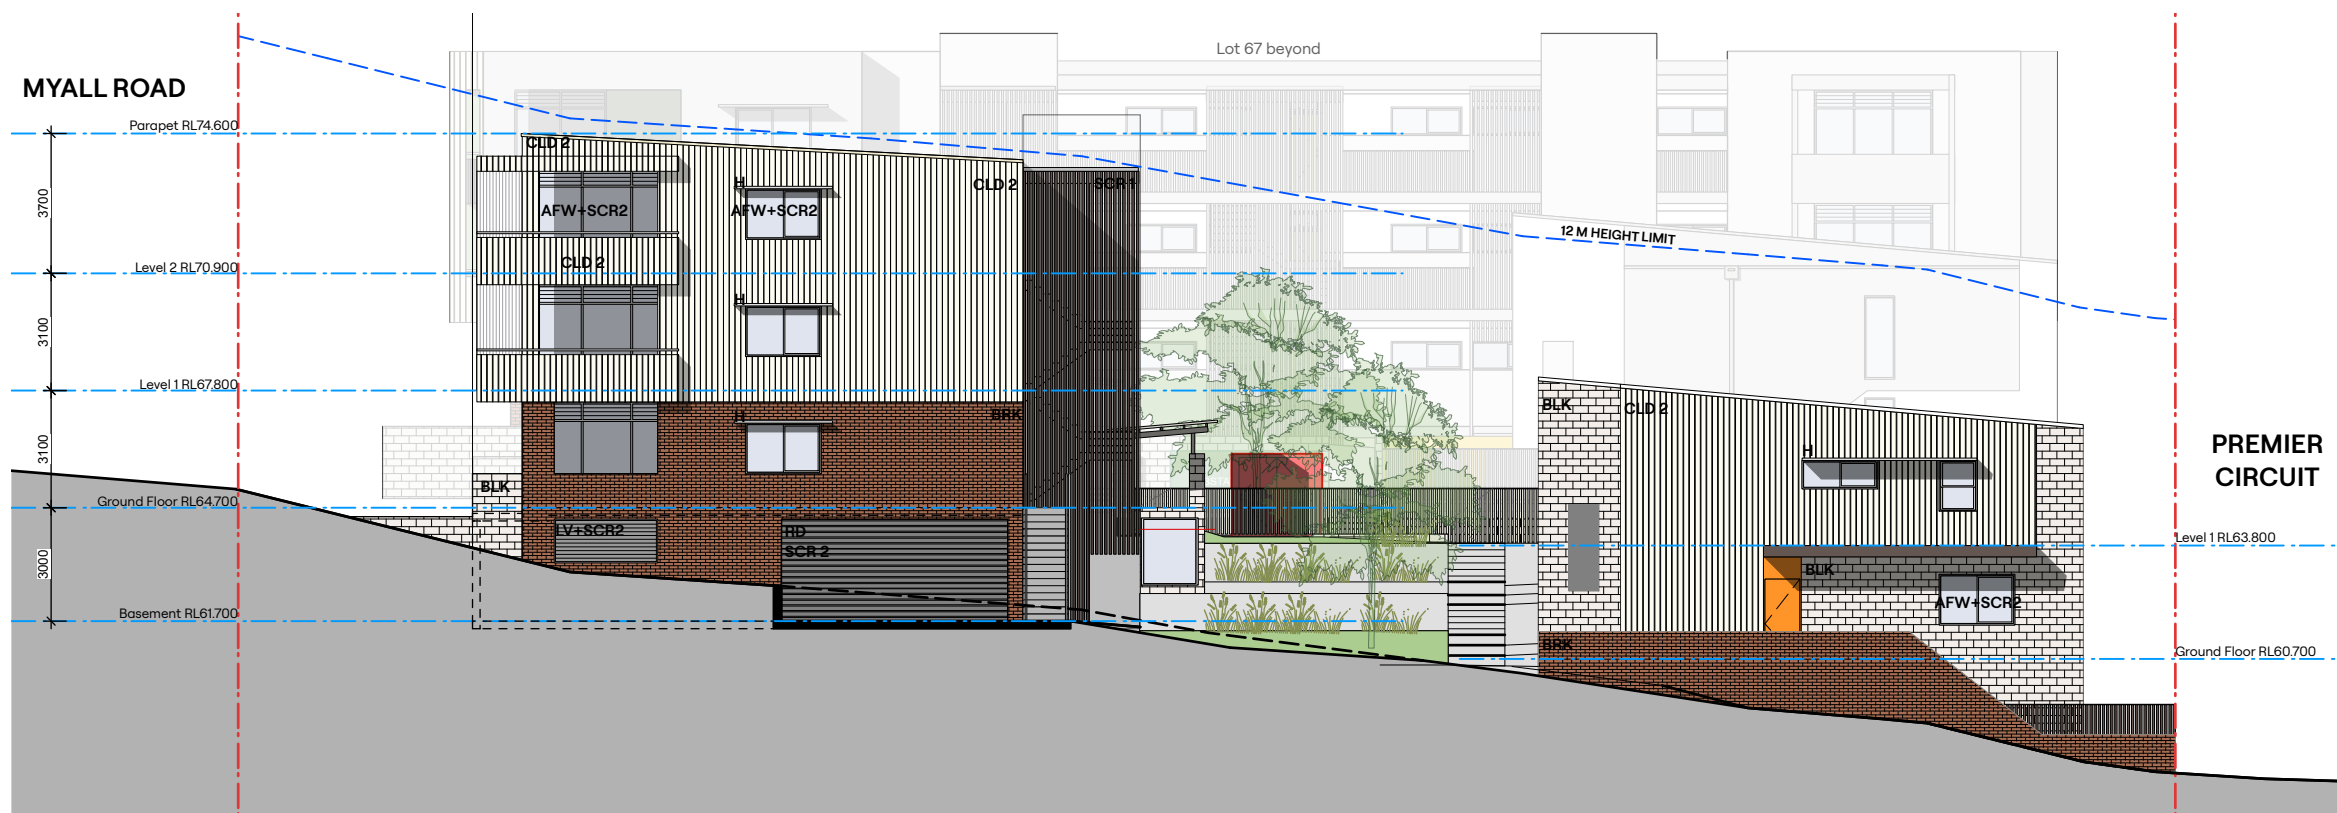 Lot 67 beyond
MYALL ROAD
Parapet RL74.600
CLD 2
CLD 2
SCR 1
H
AFW+SCR2
AFW+SCR2
3700
12 M HEIGHT LIMIT
CLD 2
Level 2 RL70.900
H
3100
Level 1 RL67.800
BLK
CLD 2
H
BRK
3100
PREMIER
CIRCUIT
H
BLK
Ground Floor RL64.700
LV+SCR2
RD
SCR 2
Level 1 RL63.800
3000
BLK
AFW+SCR2
Basement RL61.700
BRK
Ground Floor RL60.700